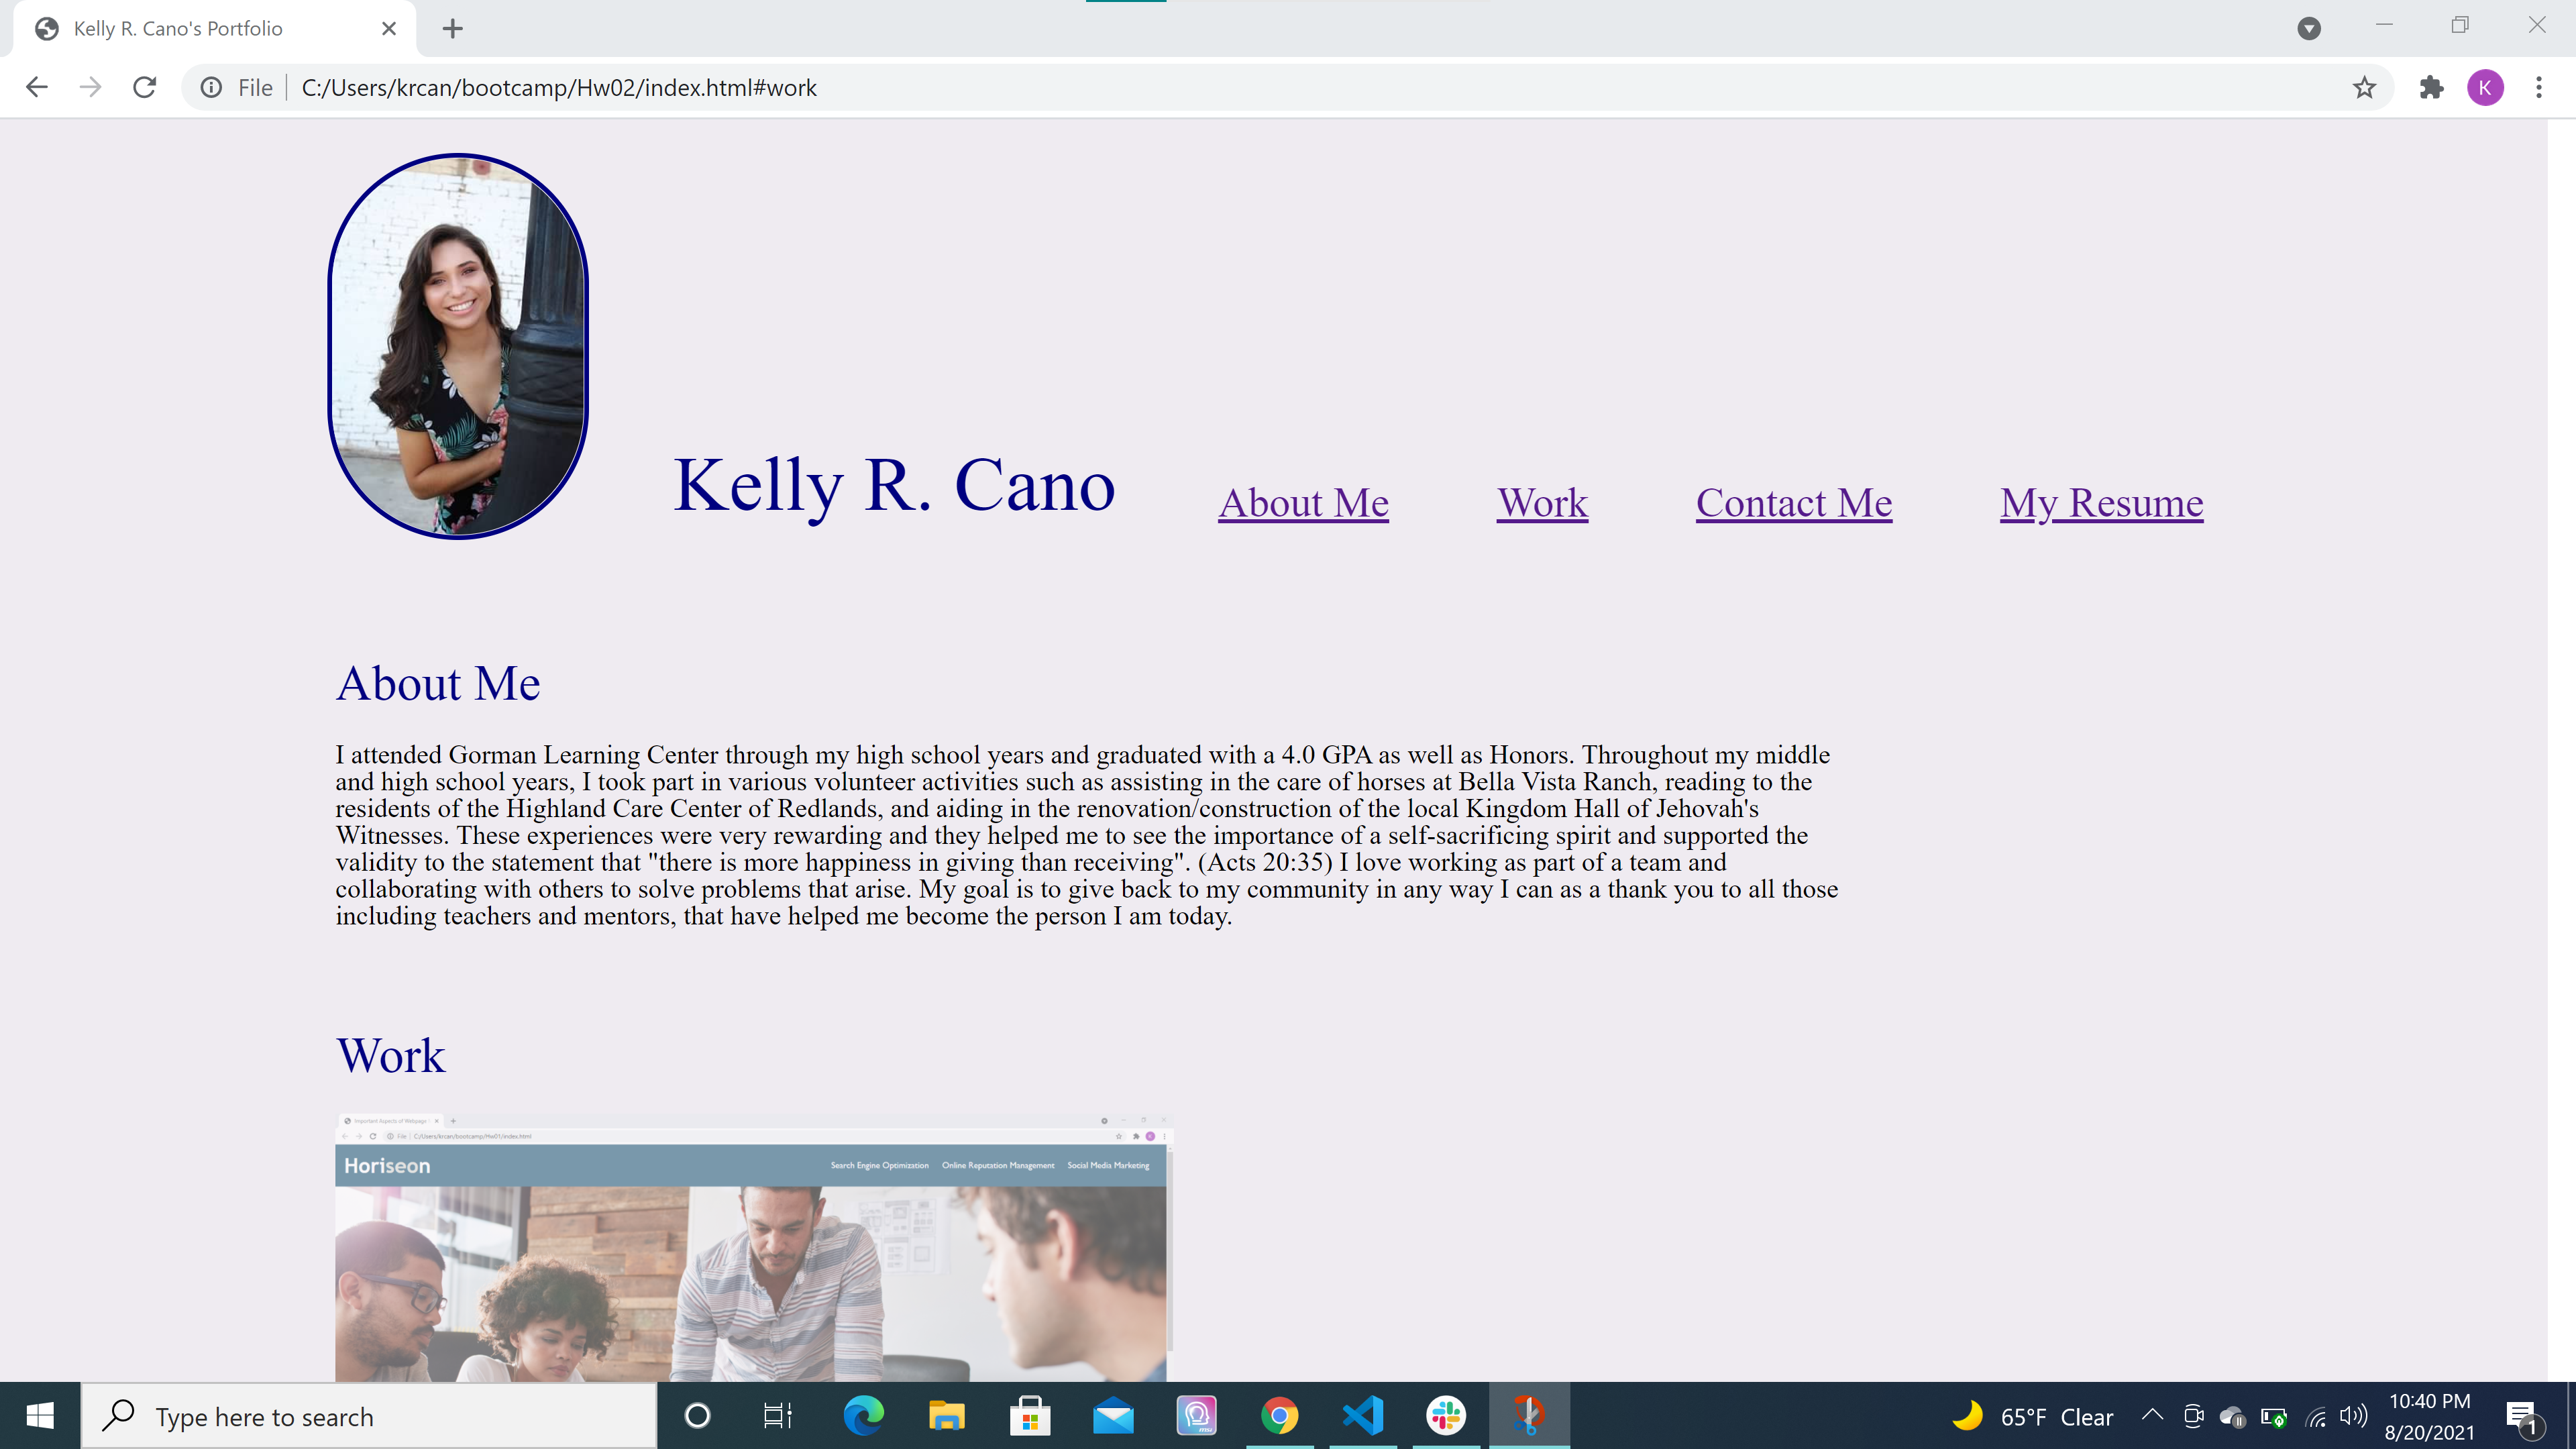 Kelly R. Cano's Portfolio
File
C:/Users/krcan/bootcamp/Hw02/index.html#work
K
Kelly R. Cano
About Me
Work
Contact Me
My Resume
About Me
I attended Gorman Learning Center through my high school years and graduated with a 4.0 GPA as well as Honors. Throughout my middle
and high school years, I took part in various volunteer activities such as assisting in the care of horses at Bella Vista Ranch, reading to the
residents of the Highland Care Center of Redlands, and aiding in the renovation/construction of the local Kingdom Hall of Jehovah's
Witnesses. These experiences were very rewarding and they helped me to see the importance of a self-sacrificing spirit and supported the
validity to the statement that "there is more happiness in giving than receiving". (Acts 20:35) I love working as part of a team and
collaborating with others to solve problems that arise. My goal is to give back to my community in any way I can as a thank you to all those
including teachers and mentors, that have helped me become the person I am today.
Work
Important Aspects of Webpage
File
C:/Users/krcan/bootcamp/Hw01/index.html
Horiseon
Search Engine Optimization
Online Reputation Management
Social Media Marketing
Type here to search
msi
65°F Clear
10:40 PM
8/20/2021
1